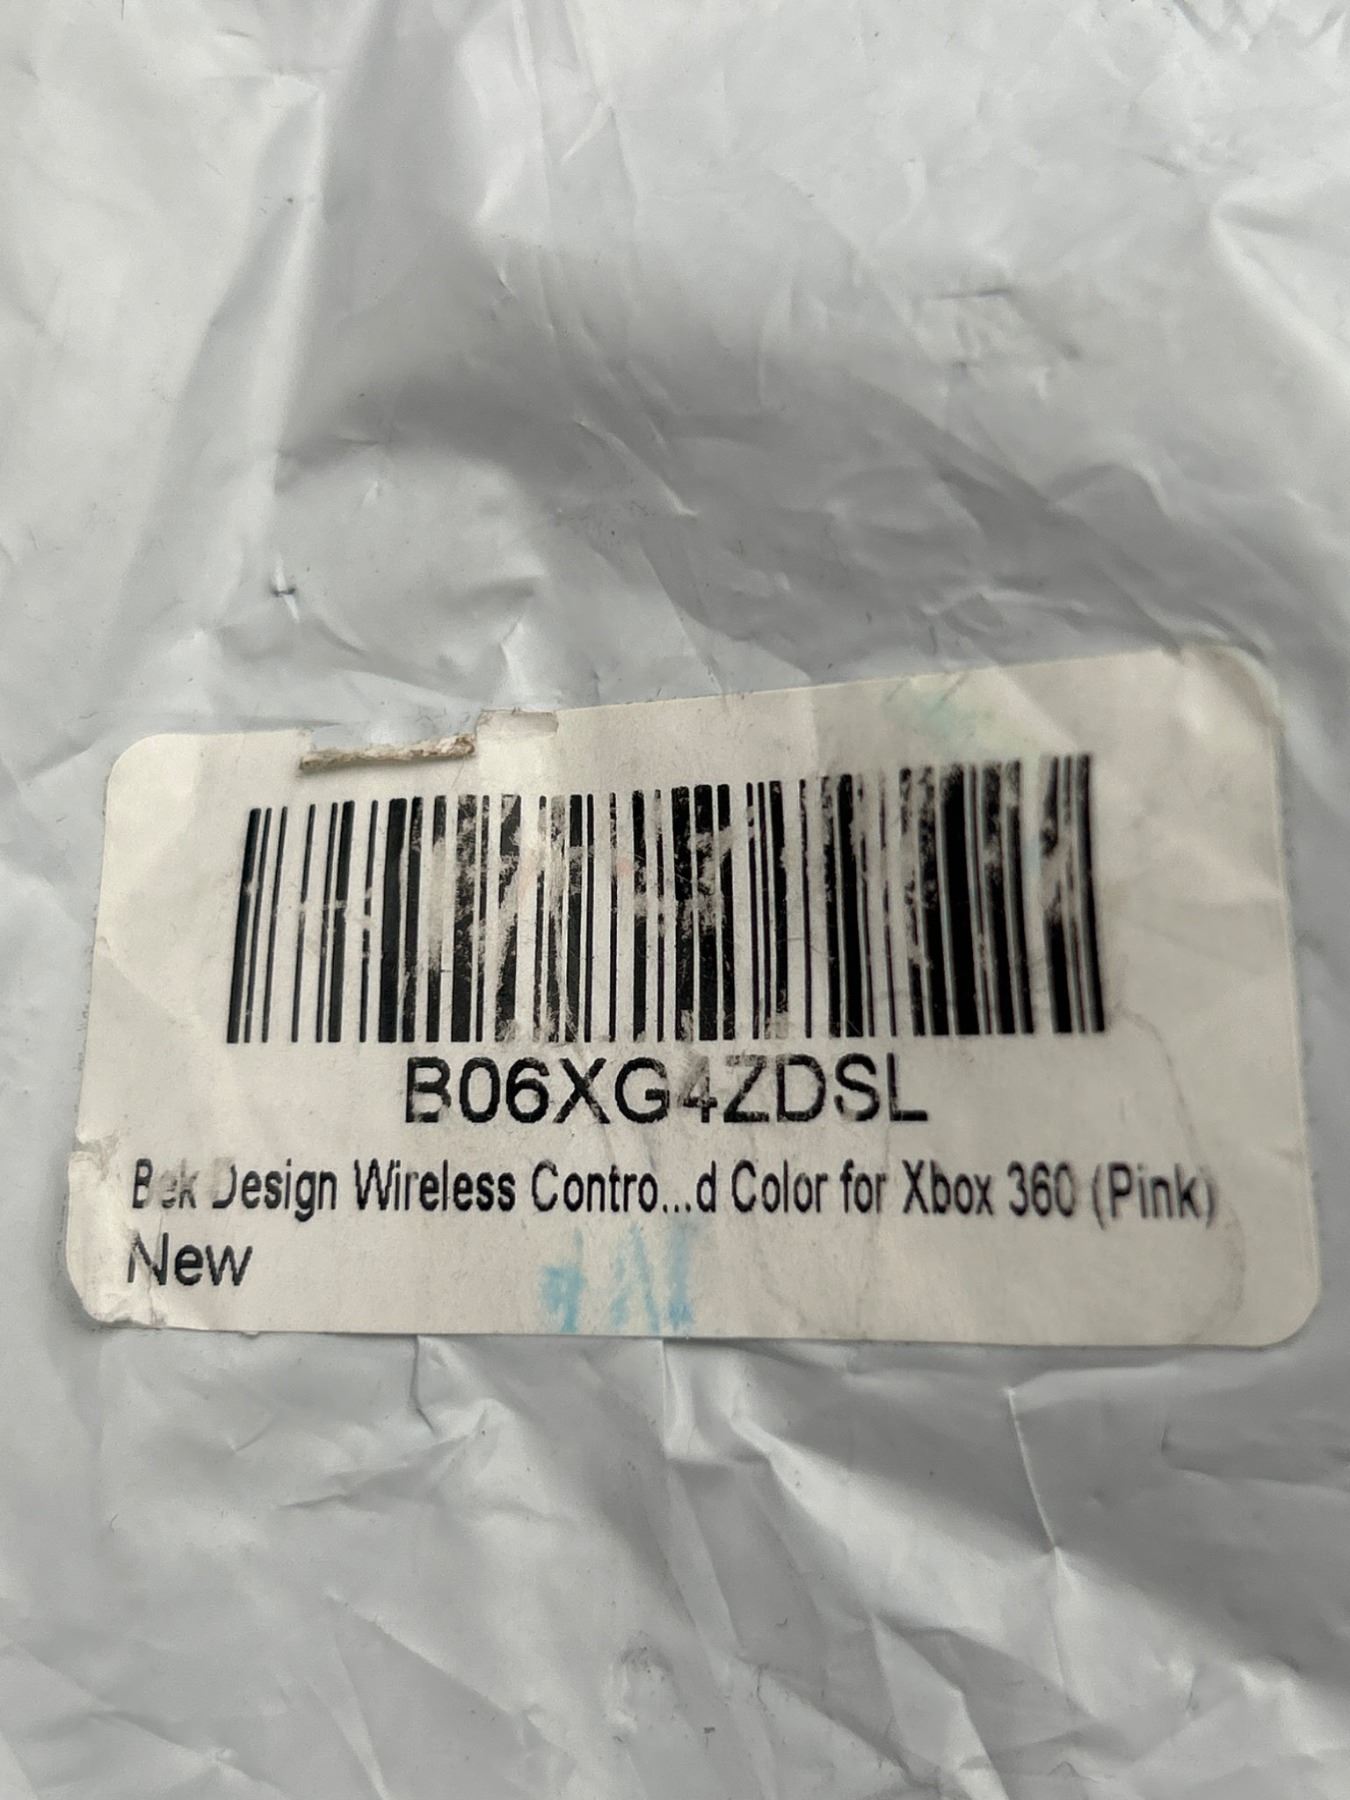 B06XG4ZDSL
Bek Design Wireless Contro...d Color for Xbox 360 (Pink)
New